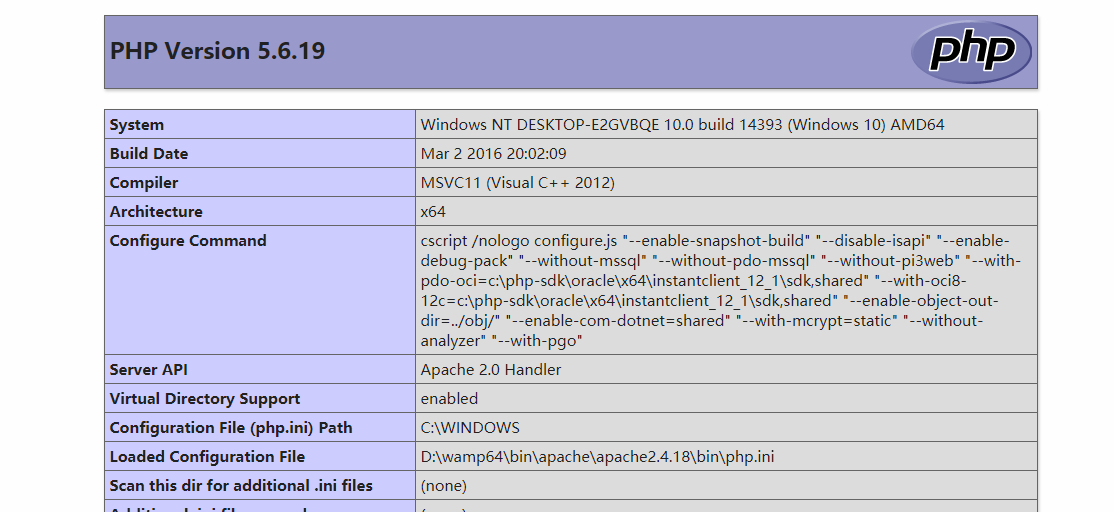 PHP Version 5.6.19
php
System Windows NT DESKTOP-E2GVBQE 10.0 build 14393 (Windows 10) AMD64
Build Date Mar 2 2016 20:02:09
Compiler MSVC11 (Visual C++ 2012)
Architecture x64
Configure Command cscript /nologo configure.js "--enable-snapshot-build" "--disable-isapi" "--enable-
debug-pack" "--without-mssql" "--without-pdo-mssql" "--without-pi3web" "--with-
pdo-oci=c:\php-sdk\oracle\x64\instantclient_12_1\sdk,shared" "--with-oci8-
12c=c:\php-sdk\oracle\x64\instantclient_12_1\sdk,shared" "--enable-object-out-
dir=../obj/" "--enable-com-dotnet=shared" "--with-mcrypt=static" "--without-
analyzer" "--with-pgo"
Server API Apache 2.0 Handler
Virtual Directory Support enabled
Configuration File (php.ini) Path C:\WINDOWS
Loaded Configuration File D:\wamp64\bin\apache\apache2.4.18\bin\php.ini
Scan this dir for additional .ini files (none)